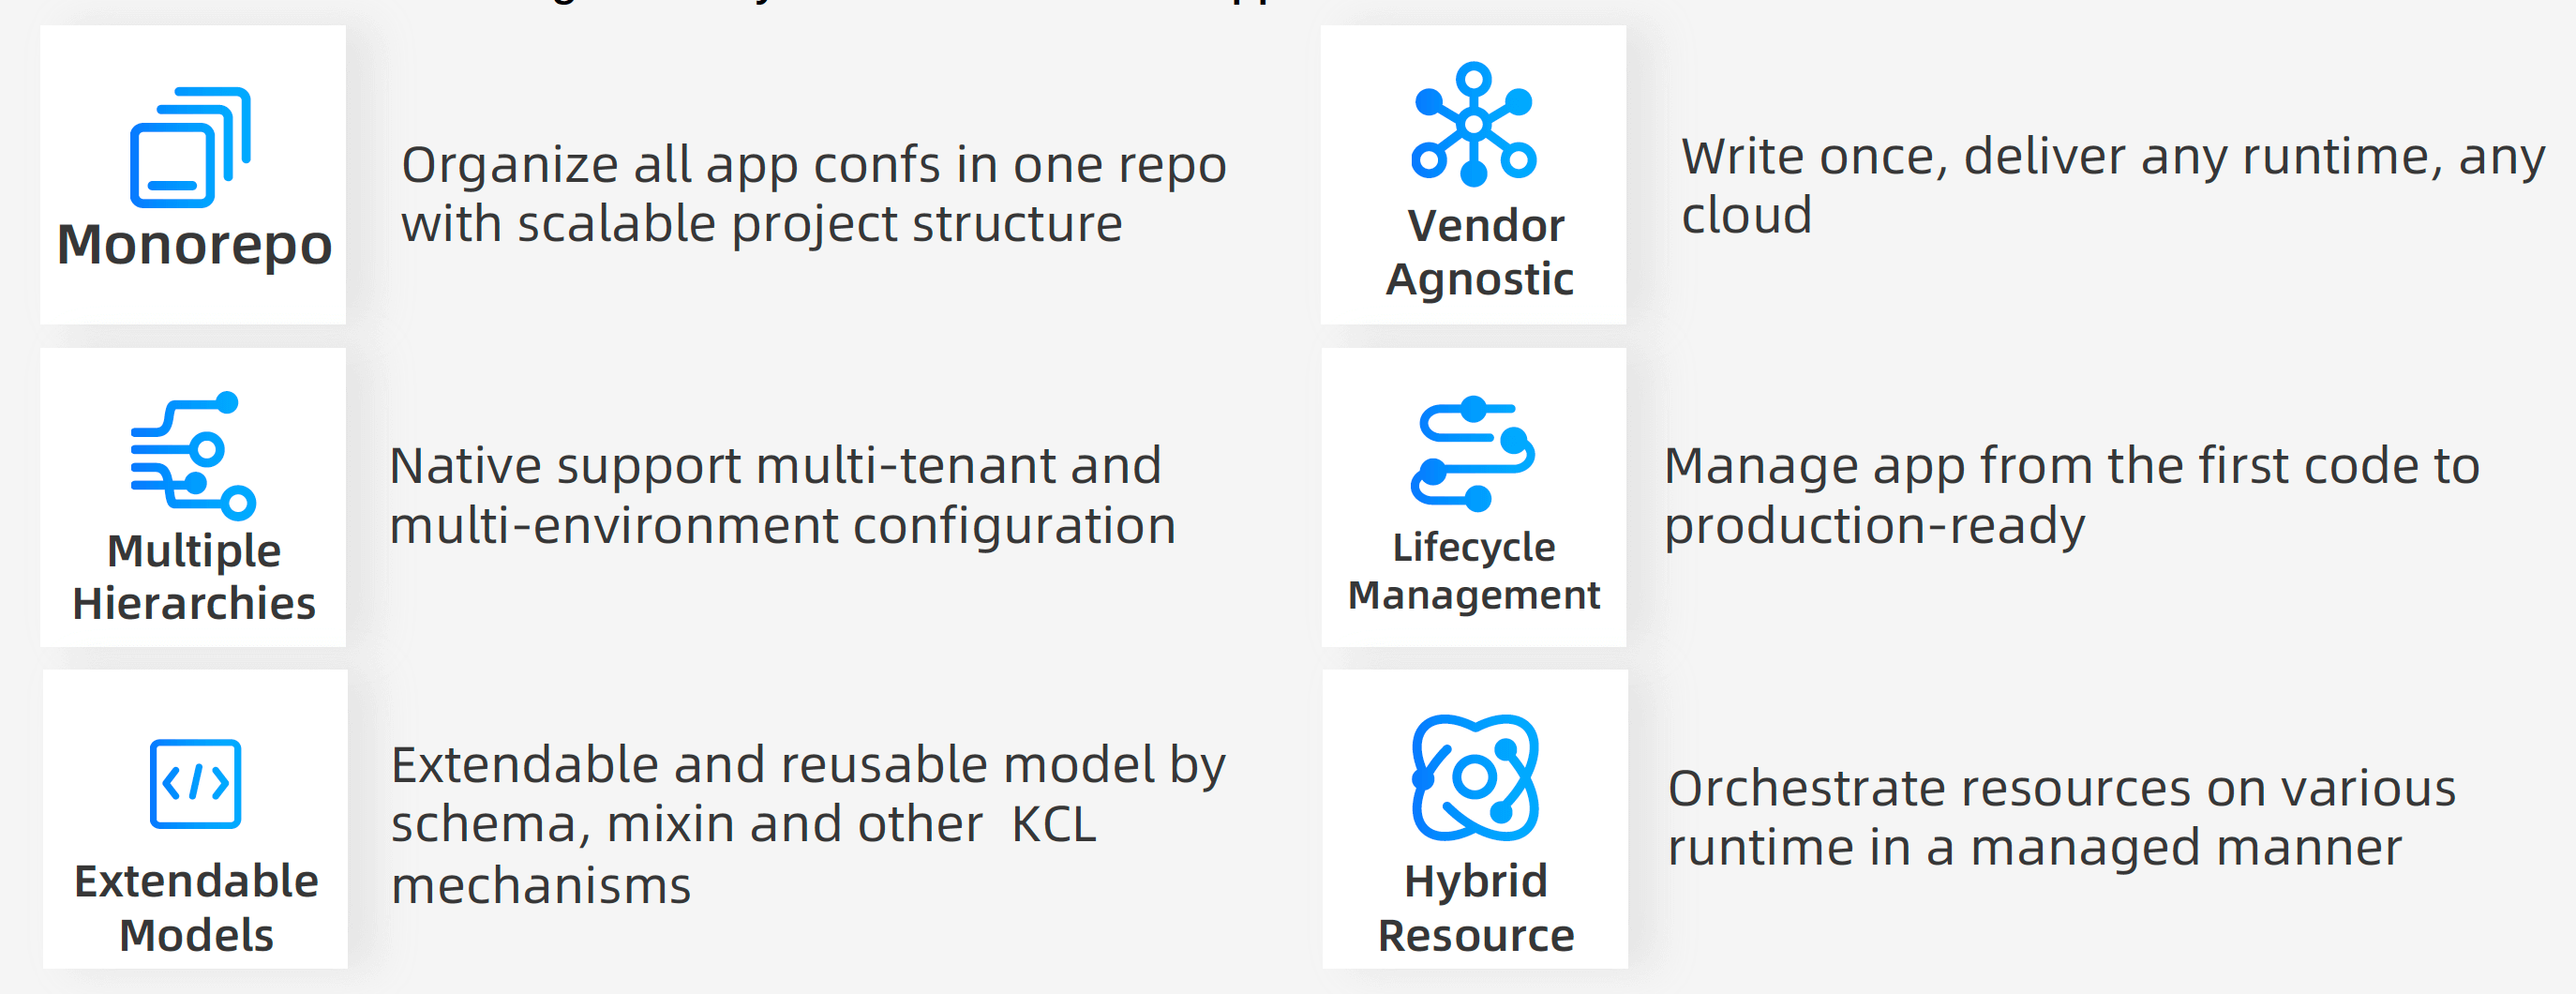 Monorepo
Organize all app confs in one repo
with scalable project structure
Vendor
Agnostic
Write once, deliver any runtime, any
cloud
Multiple
Hierarchies
Native support multi-tenant and
multi-environment configuration
Lifecycle
Management
Manage app from the first code to
production-ready
Extendable
Models
Extendable and reusable model by
schema, mixin and other  KCL
mechanisms
Hybrid
Resource
Orchestrate resources on various
runtime in a managed manner